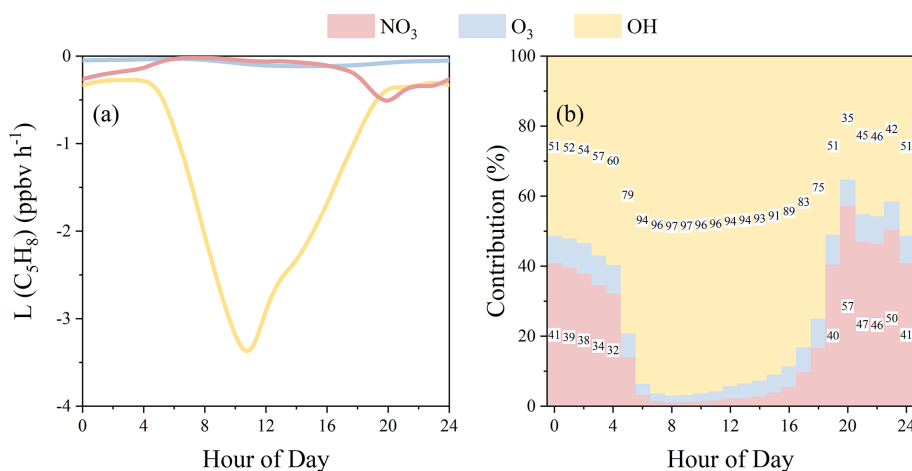 NO₃ O₃ OH
(a)
0
-1
-2
-3
-4
L (C₅H₈) (ppbv h⁻¹)
0 4 8 12 16 20 24
Hour of Day
(b)
100
80
60
40
20
0
Contribution (%)
51 52 54 57 60 79 94 96 97 97 96 96 94 94 93 91 89 83 75 51 35 45 46 42 51
41 39 38 34 32 40 57 47 46 50 41
0 4 8 12 16 20 24
Hour of Day